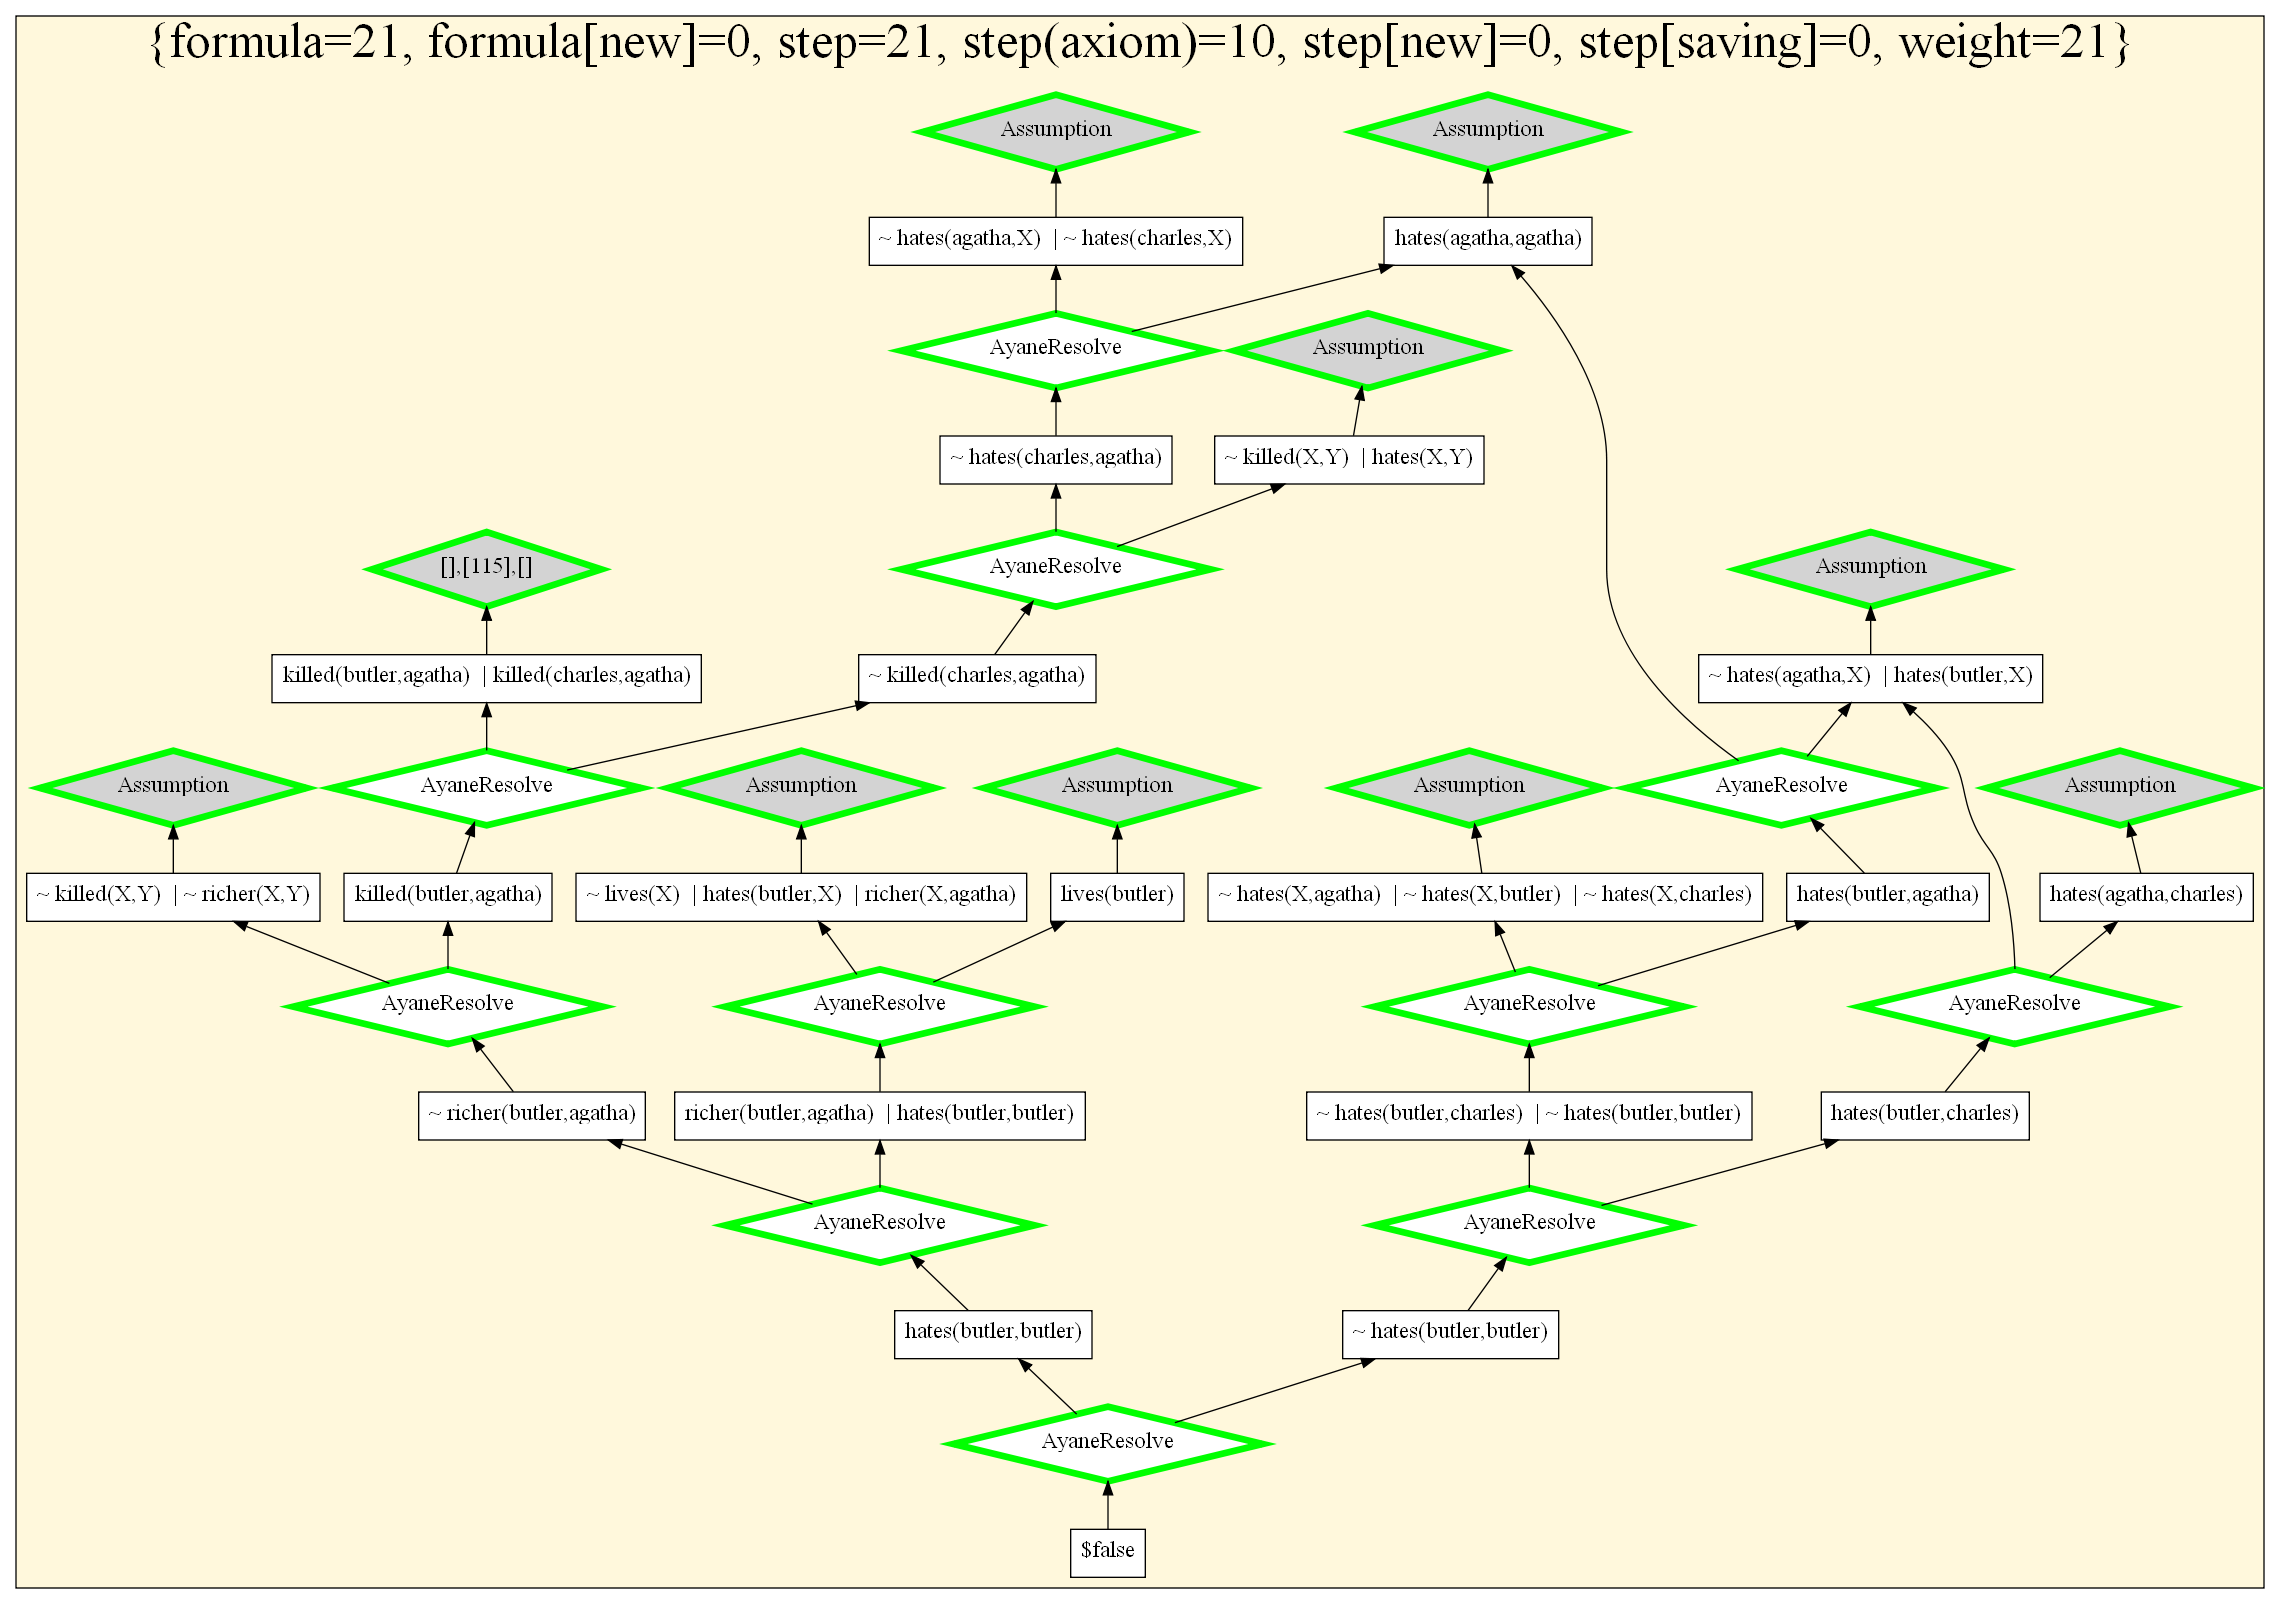 {formula=21, formula[new]=0, step=21, step(axiom)=10, step[new]=0, step[saving]=0, weight=21}
Assumption
Assumption
~ hates(agatha,X) | ~ hates(charles,X)
hates(agatha,agatha)
AyaneResolve
Assumption
~ hates(charles,agatha)
~ killed(X,Y) | hates(X,Y)
[],[115],[]
AyaneResolve
Assumption
killed(butler,agatha) | killed(charles,agatha)
~ killed(charles,agatha)
~ hates(agatha,X) | hates(butler,X)
Assumption
AyaneResolve
Assumption
Assumption
Assumption
AyaneResolve
Assumption
~ killed(X,Y) | ~ richer(X,Y)
killed(butler,agatha)
~ lives(X) | hates(butler,X) | richer(X,agatha)
lives(butler)
~ hates(X,agatha) | ~ hates(X,butler) | ~ hates(X,charles)
hates(butler,agatha)
hates(agatha,charles)
AyaneResolve
AyaneResolve
AyaneResolve
AyaneResolve
~ richer(butler,agatha)
richer(butler,agatha) | hates(butler,butler)
~ hates(butler,charles) | ~ hates(butler,butler)
hates(butler,charles)
AyaneResolve
AyaneResolve
hates(butler,butler)
~ hates(butler,butler)
AyaneResolve
$false